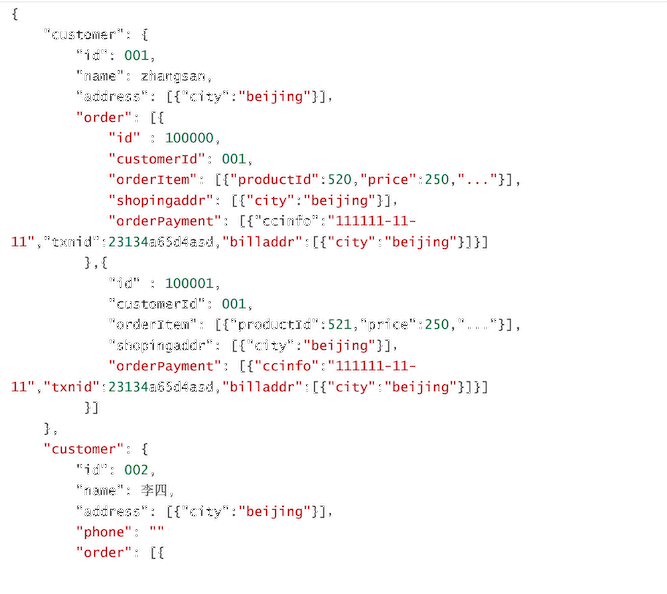 {
    "customer": {
        "id": 001,
        "name": zhangsan,
        "address": [{"city":"beijing"}],
        "order": [{
            "id" : 100000,
            "customerId": 001,
            "orderItem": [{"productId":520,"price":250,"..."}],
            "shopingaddr": [{"city":"beijing"}],
            "orderPayment": [{"ccinfo":"111111-11-
11","txnid":23134a65d4asd,"billaddr":[{"city":"beijing"}]}]
         },{
            "id" : 100001,
            "customerId": 001,
            "orderItem": [{"productId":521,"price":250,"..."}],
            "shopingaddr": [{"city":"beijing"}],
            "orderPayment": [{"ccinfo":"111111-11-
11","txnid":23134a65d4asd,"billaddr":[{"city":"beijing"}]}]
         }]
    },
    "customer": {
        "id": 002,
        "name": 李四,
        "address": [{"city":"beijing"}],
        "phone": ""
        "order": [{